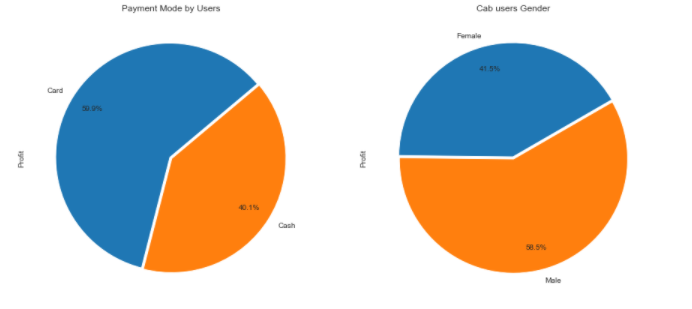 Payment Mode by Users
Card
59.9%
Profit
40.1%
Cash
Cab users Gender
Female
41.5%
Profit
58.5%
Male